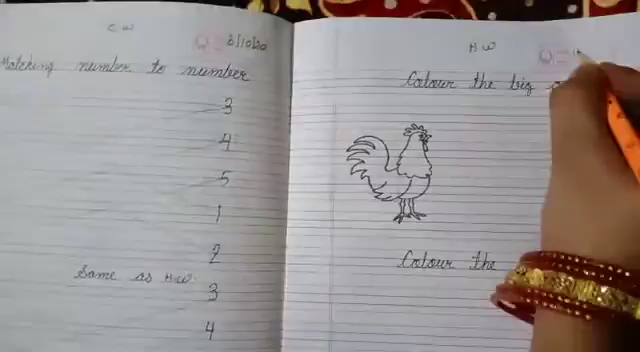 C W
8/10/20
Matching number to number
3
4
5
1
2
Same as H.W.
3
4
H W
Colour the big
Colour the